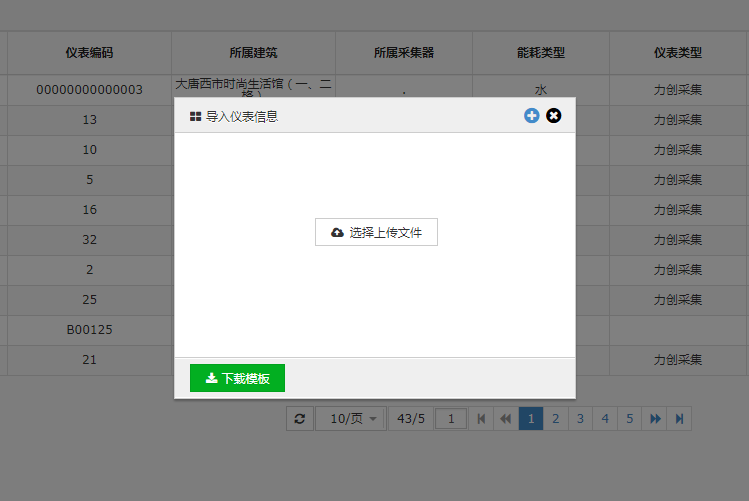 仪表编码 所属建筑 所属采集器 能耗类型 仪表类型
00000000000003 大唐西市时尚生活馆(一、二 . 水 力创采集
导入仪表信息
13 力创采集
10 力创采集
5 力创采集
16 力创采集
选择上传文件
32 力创采集
2 力创采集
25 力创采集
B00125
21 力创采集
下载模板
10/页 43/5 1 1 2 3 4 5